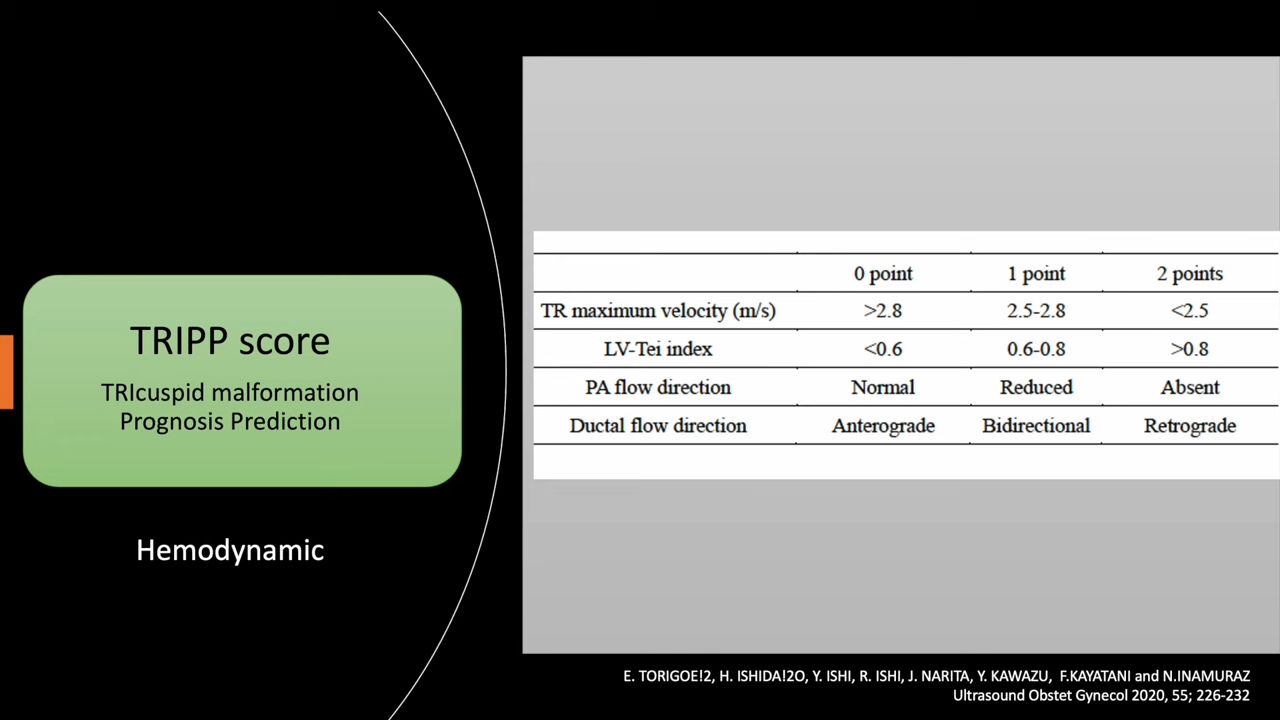 TRIPP score
TRIcuspid malformation
Prognosis Prediction
Hemodynamic
0 point 1 point 2 points
TR maximum velocity (m/s) >2.8 2.5-2.8 <2.5
LV-Tei index <0.6 0.6-0.8 >0.8
PA flow direction Normal Reduced Absent
Ductal flow direction Anterograde Bidirectional Retrograde
E. TORIGOE!2, H. ISHIDA!2O, Y. ISHI, R. ISHI, J. NARITA, Y. KAWAZU, F.KAYATANI and N.INAMURAZ
Ultrasound Obstet Gynecol 2020, 55; 226-232